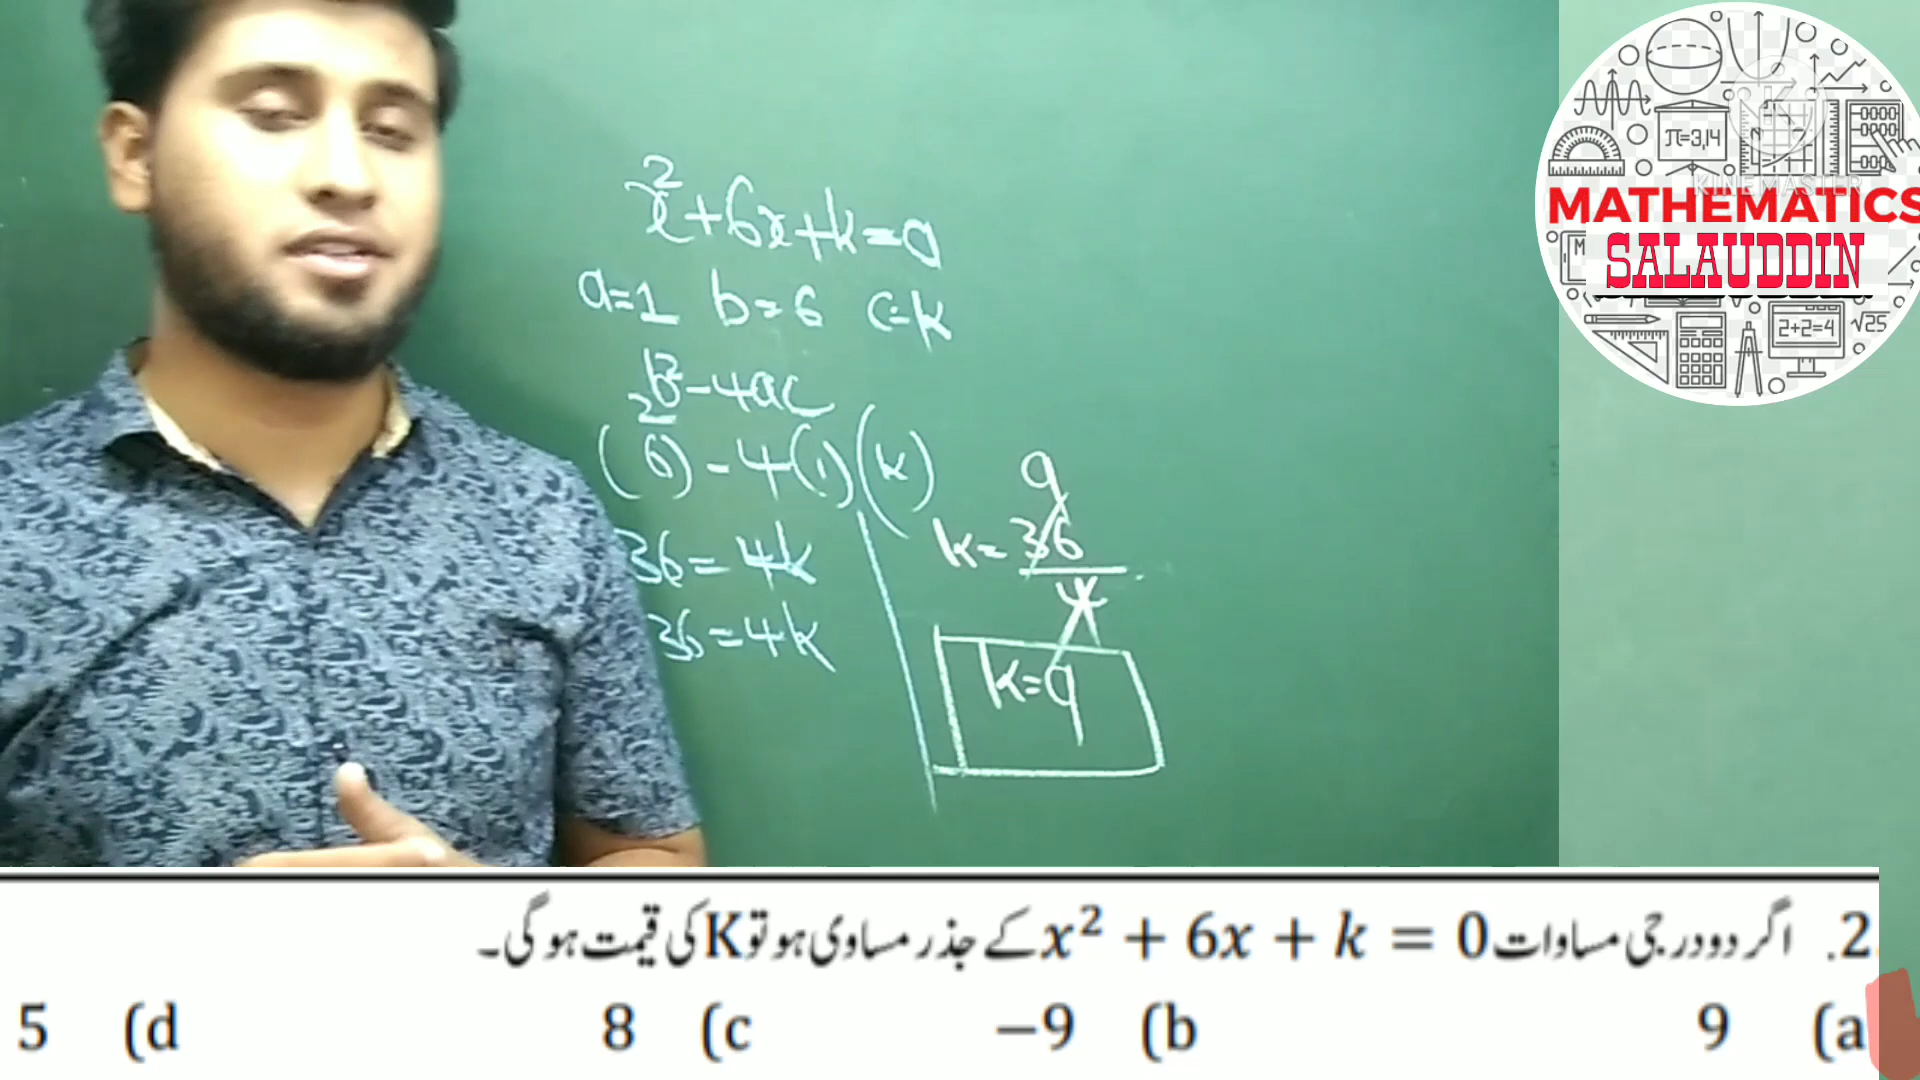 x²+6x+k=0
a=1 b=6 c=k
b²-4ac
(6)²-4(1)(k)
36=4k
36=4k
9
k=36/4
k=9
π=3,14
KINEMASTER
MATHEMATICS
SALAUDDIN
M
2+2=4
√25
2. اگر دو درجی مساوات x² + 6x + k = 0 کے جذر مساوی ہو تو K کی قیمت ہو گی۔
(a 9 (b −9 (c 8 (d 5